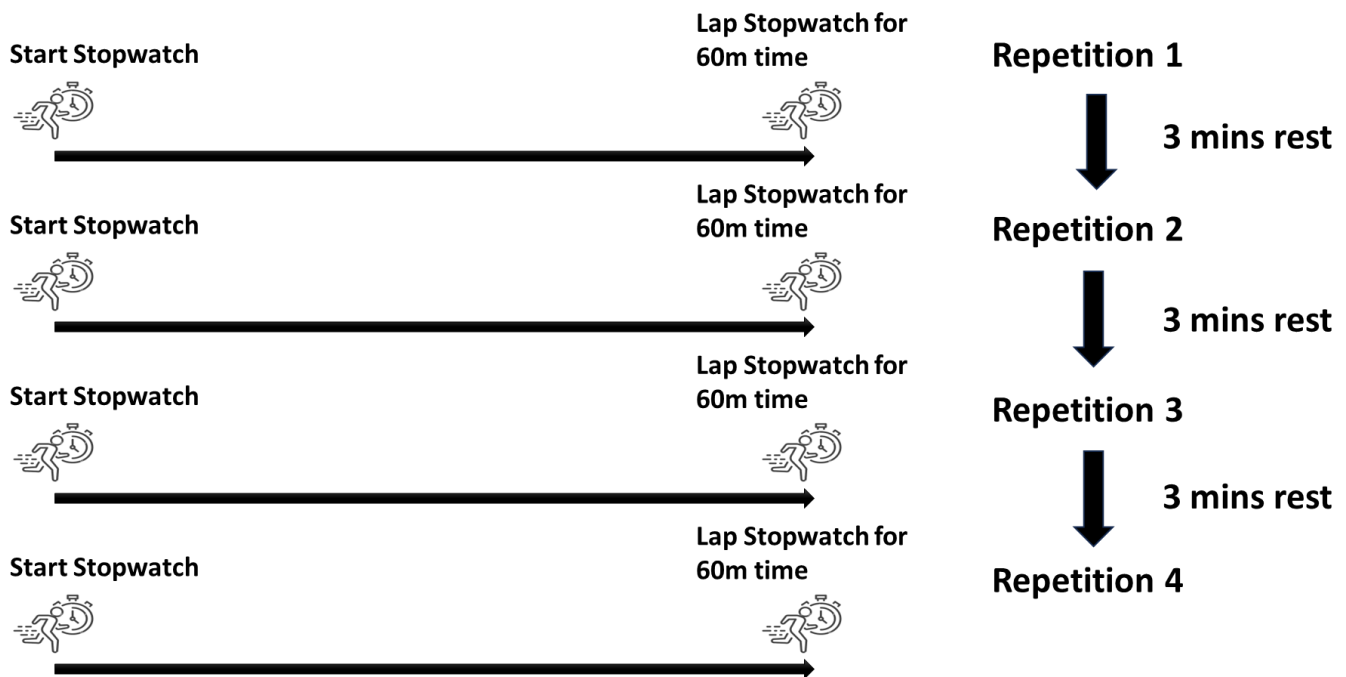 Start Stopwatch
Lap Stopwatch for
60m time
Repetition 1
3 mins rest
Start Stopwatch
Lap Stopwatch for
60m time
Repetition 2
3 mins rest
Start Stopwatch
Lap Stopwatch for
60m time
Repetition 3
3 mins rest
Start Stopwatch
Lap Stopwatch for
60m time
Repetition 4